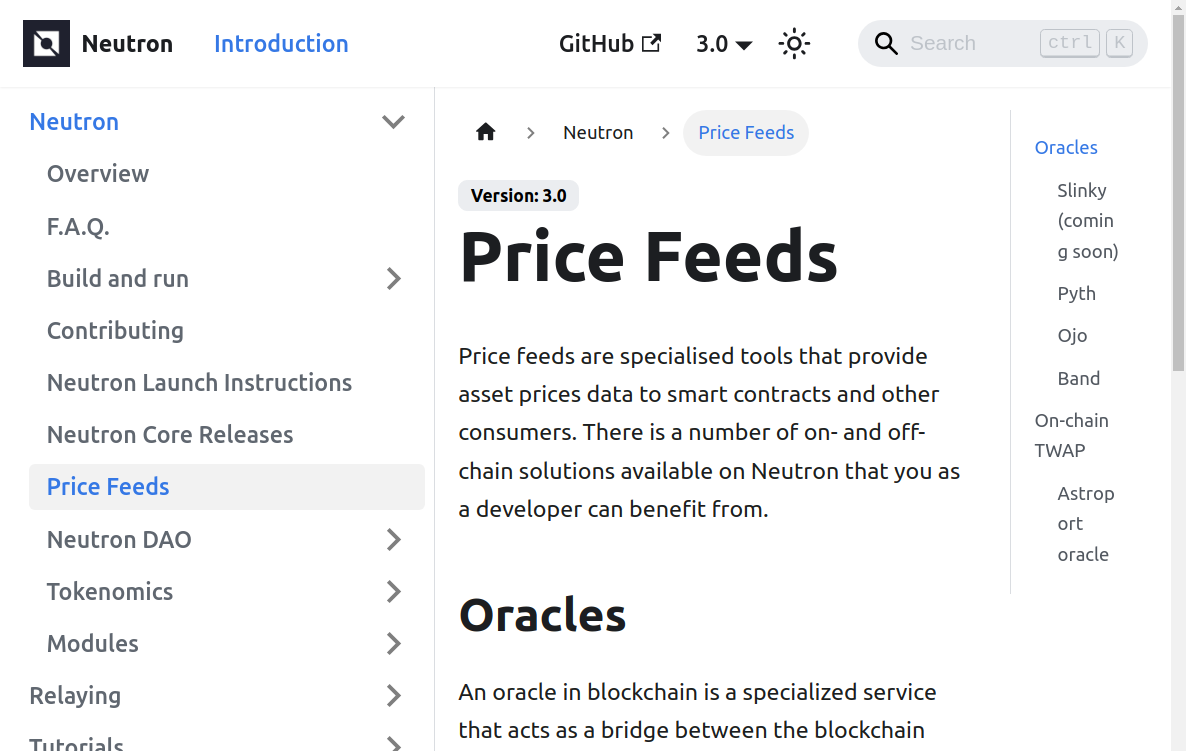 Neutron
Introduction
GitHub
3.0
Search
ctrl
K
Neutron
Overview
F.A.Q.
Build and run
Contributing
Neutron Launch Instructions
Neutron Core Releases
Price Feeds
Neutron DAO
Tokenomics
Modules
Relaying
Tutorials
Neutron
Price Feeds
Version: 3.0
Price Feeds
Price feeds are specialised tools that provide
asset prices data to smart contracts and other
consumers. There is a number of on- and off-
chain solutions available on Neutron that you as
a developer can benefit from.
Oracles
An oracle in blockchain is a specialized service
that acts as a bridge between the blockchain
Oracles
Slinky
(comin
g soon)
Pyth
Ojo
Band
On-chain
TWAP
Astrop
ort
oracle